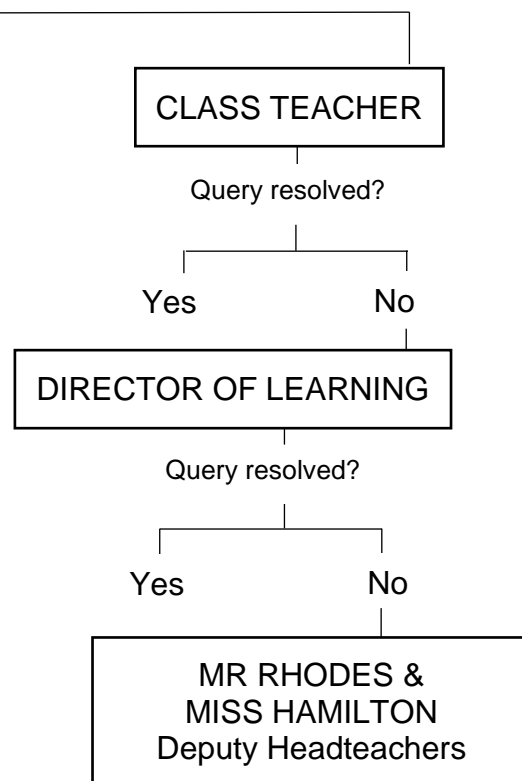 CLASS TEACHER
Query resolved?
Yes No
DIRECTOR OF LEARNING
Query resolved?
Yes No
MR RHODES &
MISS HAMILTON
Deputy Headteachers